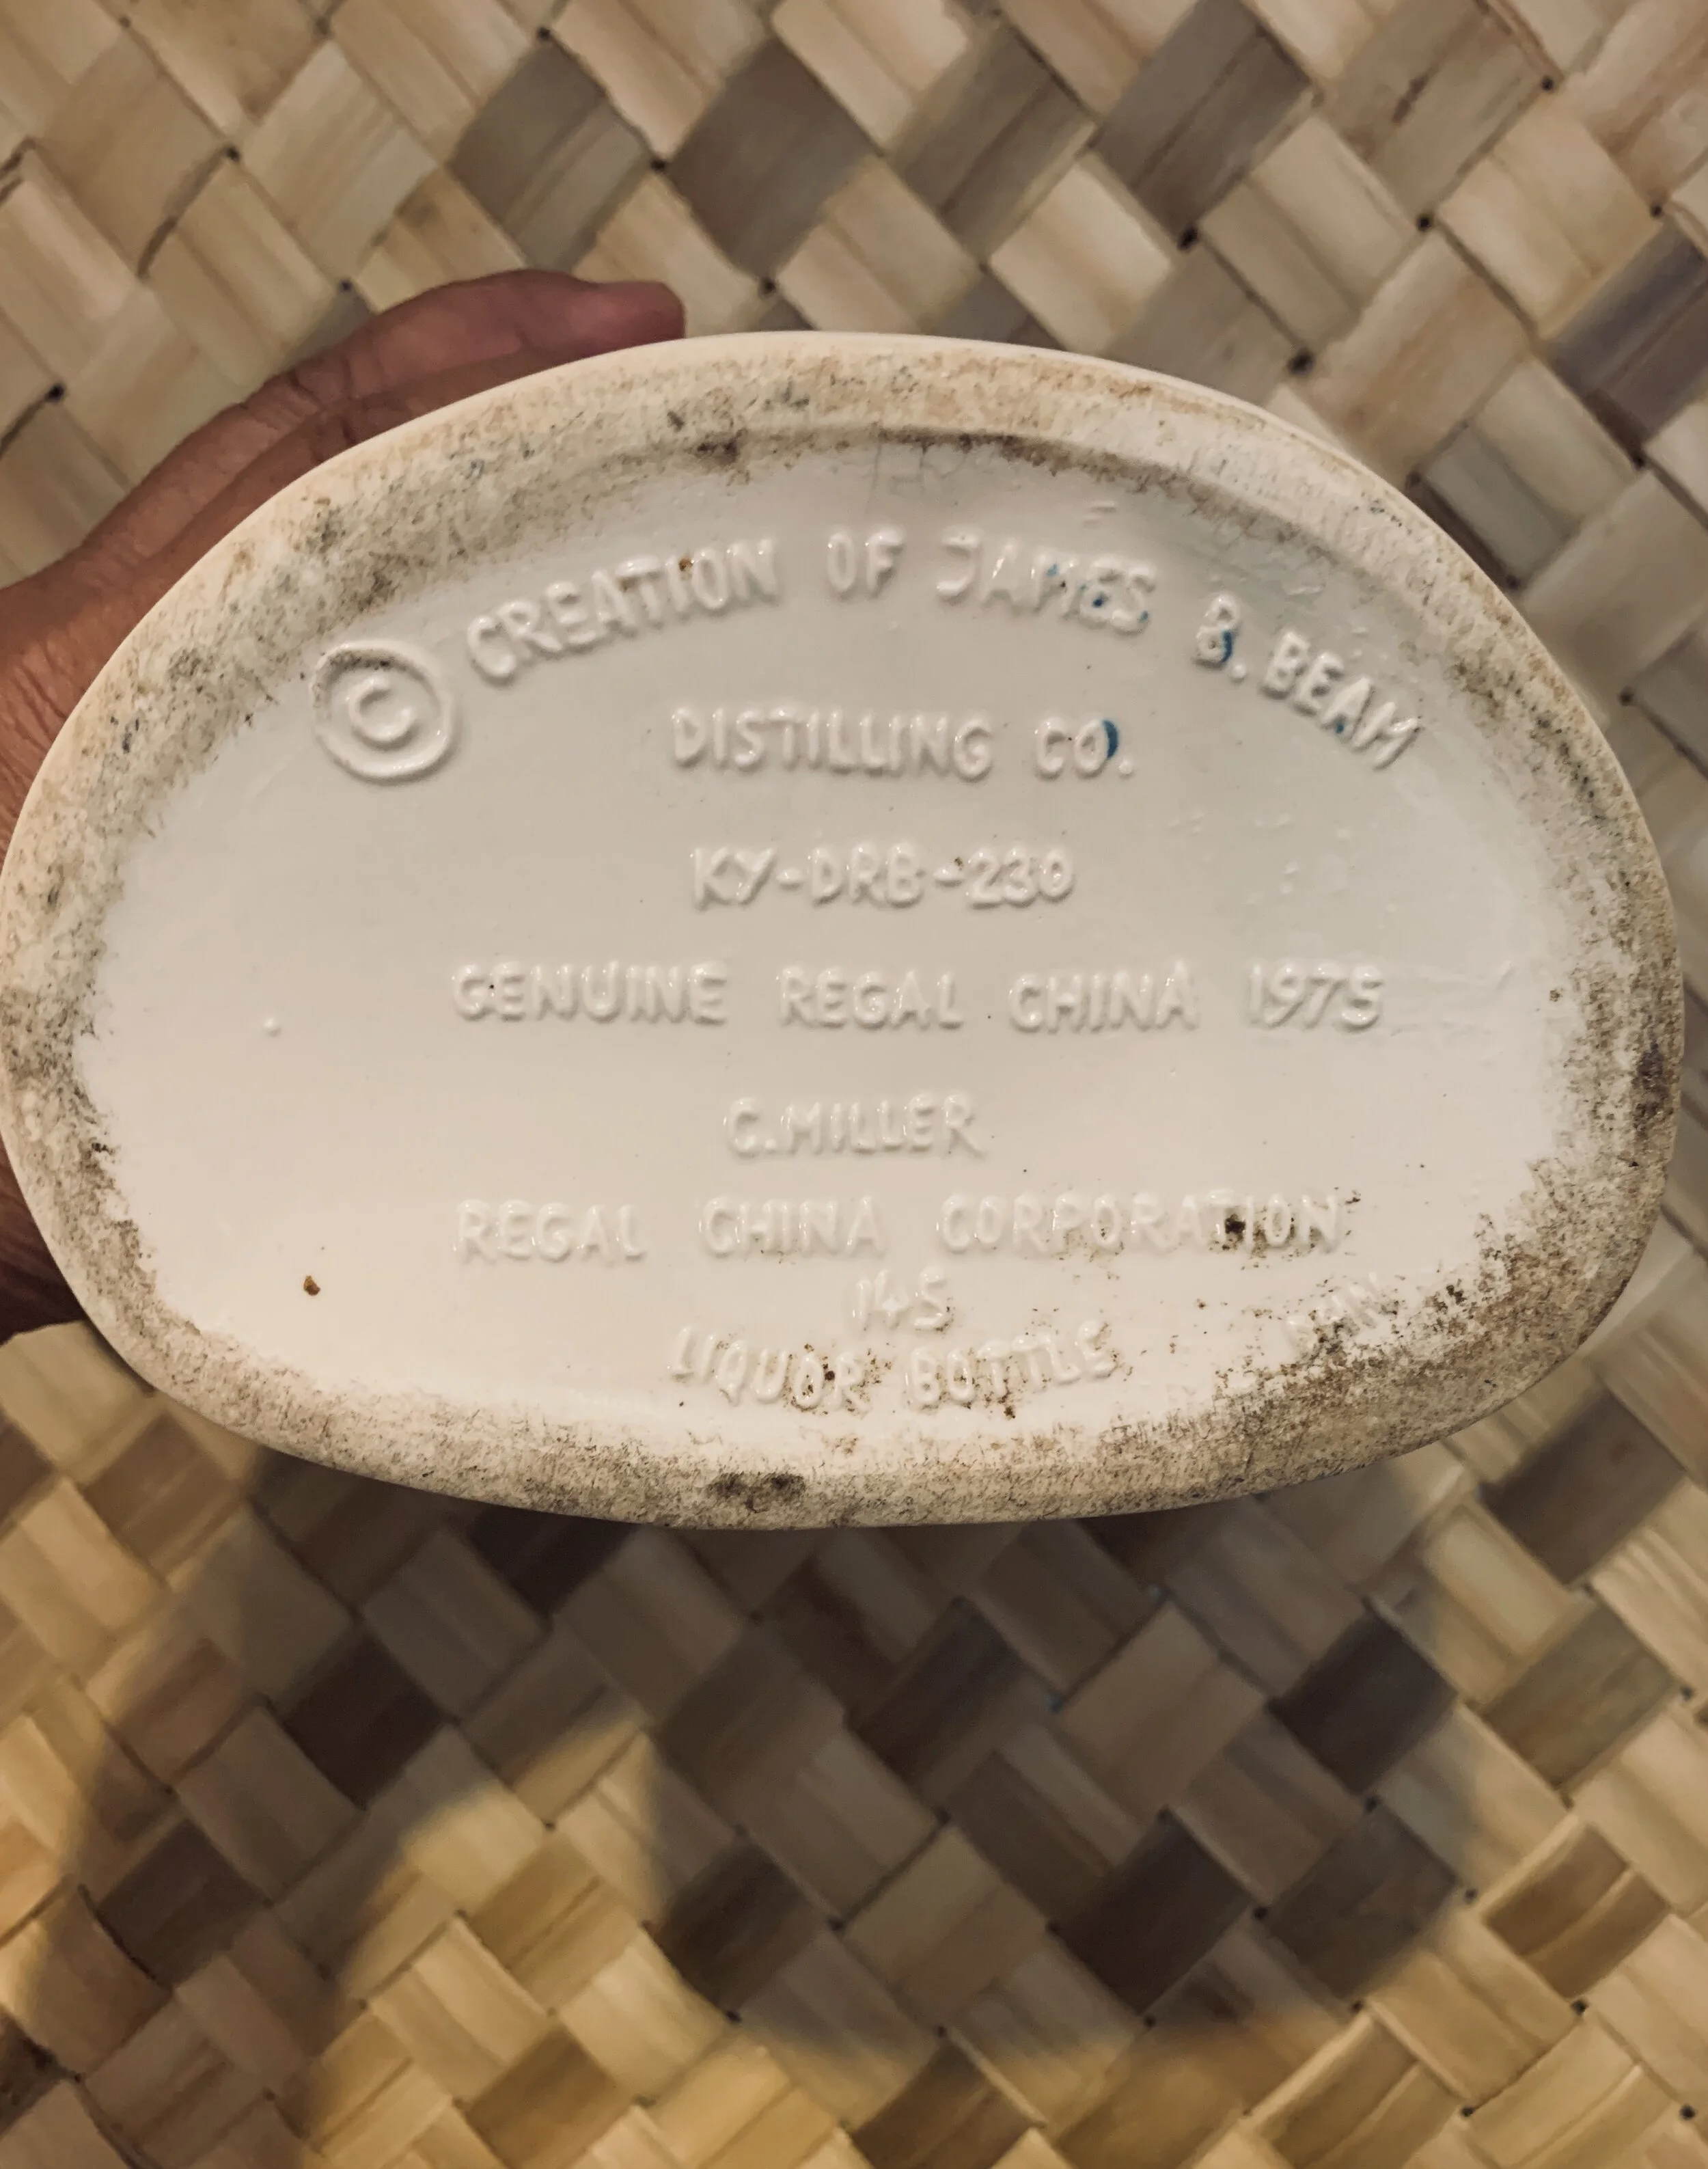 © CREATION OF JAMES B. BEAM
DISTILLING CO.
KY-DRB-230
GENUINE REGAL CHINA 1975
C.MILLER
REGAL CHINA CORPORATION
145
LIQUOR BOTTLE